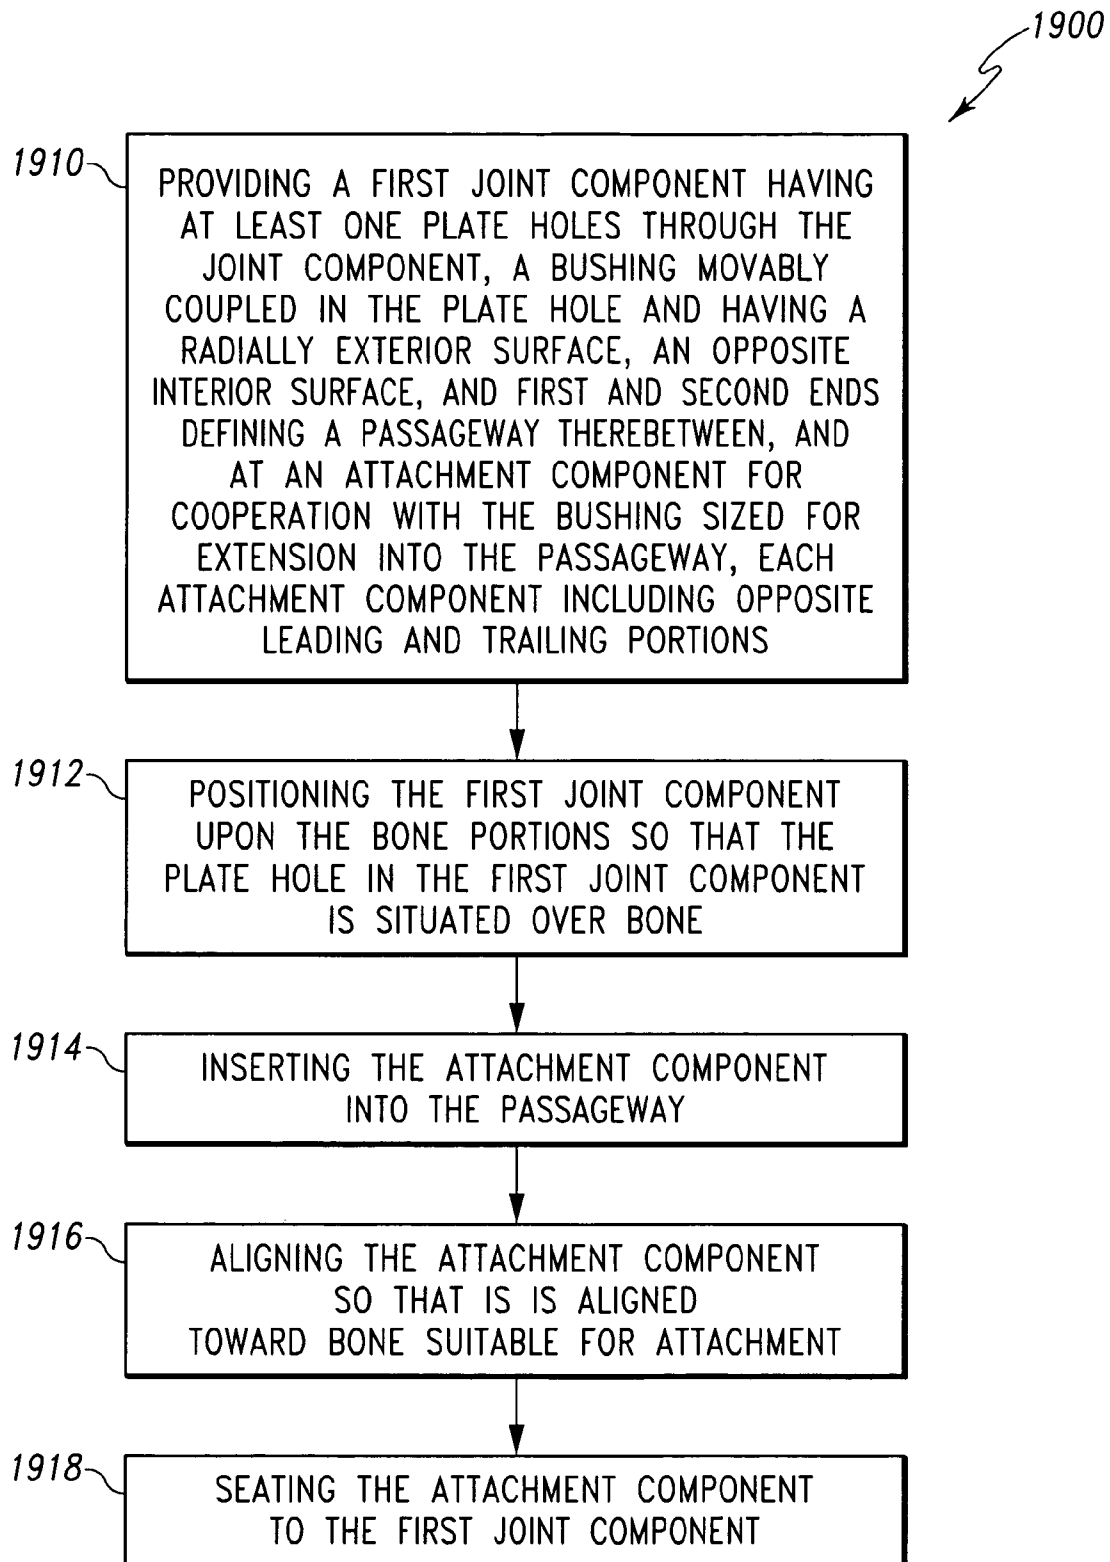 1900
1910
PROVIDING A FIRST JOINT COMPONENT HAVING
AT LEAST ONE PLATE HOLES THROUGH THE
JOINT COMPONENT, A BUSHING MOVABLY
COUPLED IN THE PLATE HOLE AND HAVING A
RADIALLY EXTERIOR SURFACE, AN OPPOSITE
INTERIOR SURFACE, AND FIRST AND SECOND ENDS
DEFINING A PASSAGEWAY THEREBETWEEN, AND
AT AN ATTACHMENT COMPONENT FOR
COOPERATION WITH THE BUSHING SIZED FOR
EXTENSION INTO THE PASSAGEWAY, EACH
ATTACHMENT COMPONENT INCLUDING OPPOSITE
LEADING AND TRAILING PORTIONS
1912
POSITIONING THE FIRST JOINT COMPONENT
UPON THE BONE PORTIONS SO THAT THE
PLATE HOLE IN THE FIRST JOINT COMPONENT
IS SITUATED OVER BONE
1914
INSERTING THE ATTACHMENT COMPONENT
INTO THE PASSAGEWAY
1916
ALIGNING THE ATTACHMENT COMPONENT
SO THAT IS IS ALIGNED
TOWARD BONE SUITABLE FOR ATTACHMENT
1918
SEATING THE ATTACHMENT COMPONENT
TO THE FIRST JOINT COMPONENT